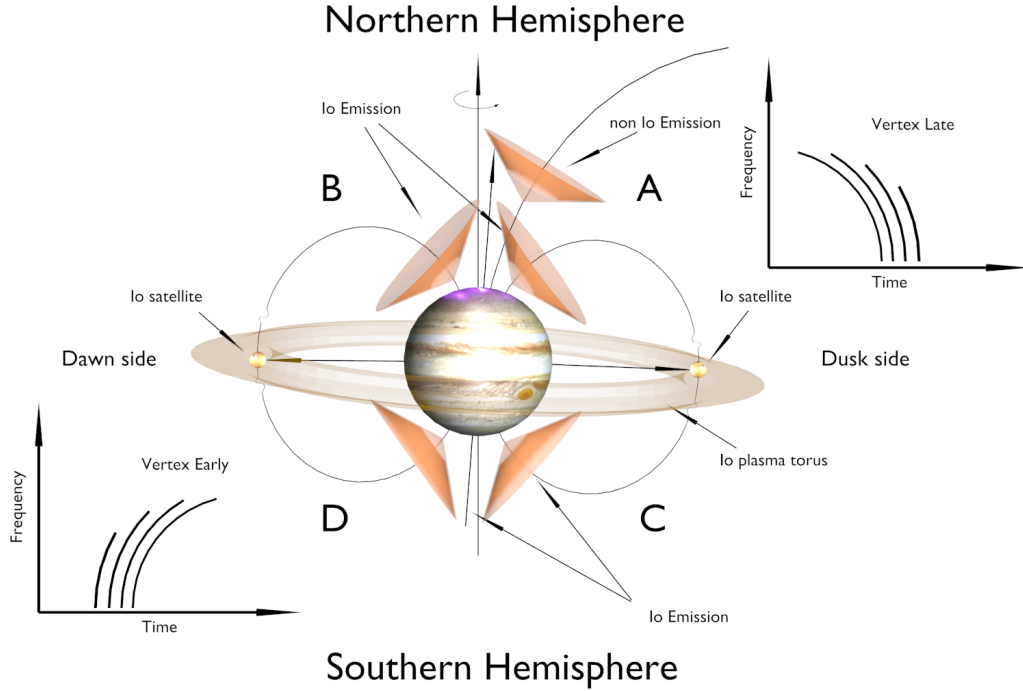 Northern Hemisphere
Io Emission
non Io Emission
Vertex Late
Frequency
Time
B
A
Io satellite
Io satellite
Dawn side
Dusk side
Io plasma torus
Vertex Early
Frequency
Time
D
C
Io Emission
Southern Hemisphere